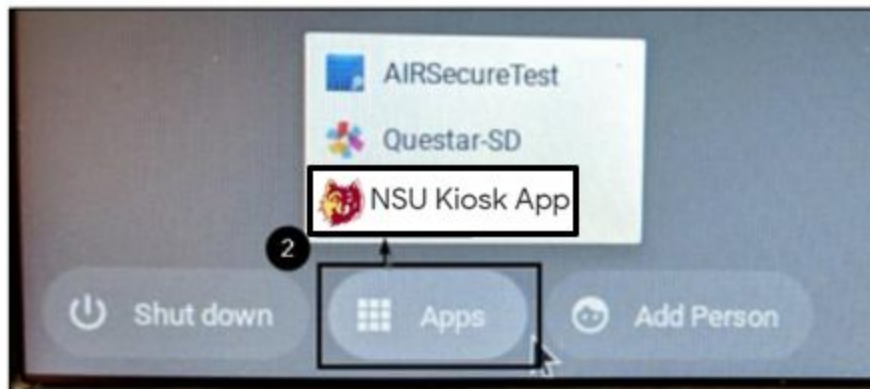 AIRSecureTest
Questar-SD
NSU Kiosk App
2
Shut down Apps Add Person